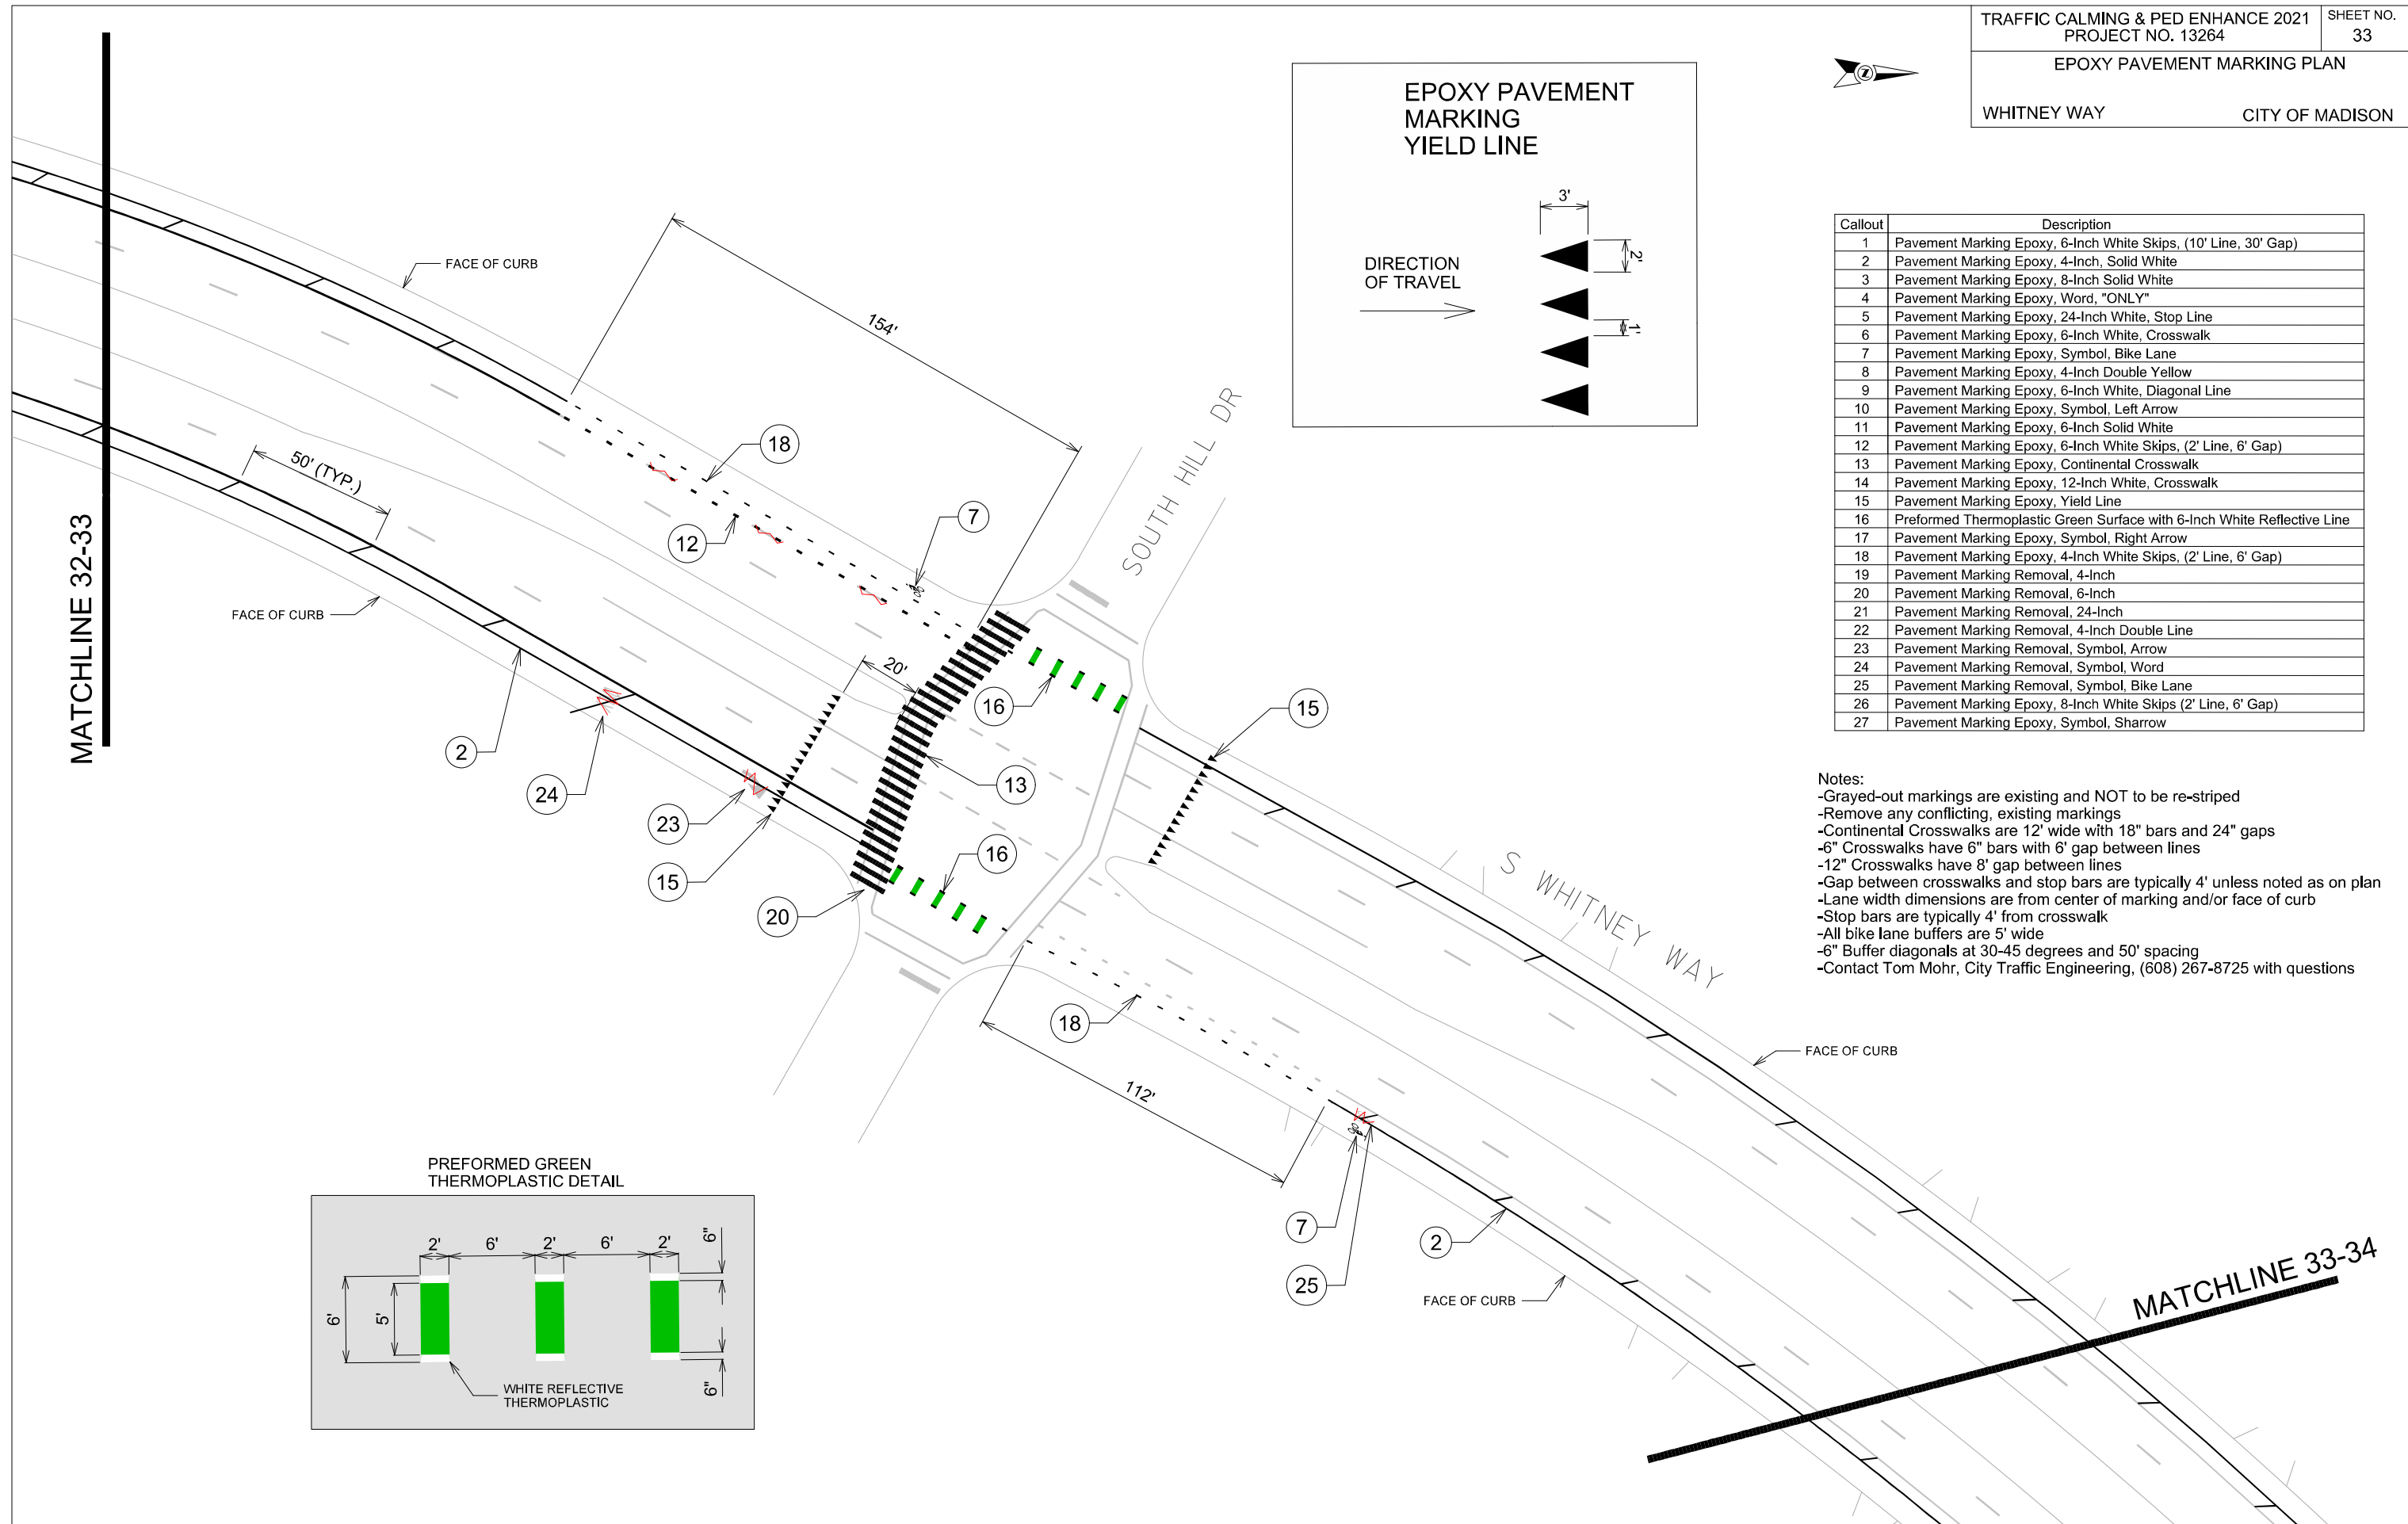 TRAFFIC CALMING & PED ENHANCE 2021
PROJECT NO. 13264
SHEET NO.
33
EPOXY PAVEMENT MARKING PLAN
WHITNEY WAY
CITY OF MADISON
Z
EPOXY PAVEMENT
MARKING
YIELD LINE
3'
2'
1'
DIRECTION
OF TRAVEL
Callout Description
1 Pavement Marking Epoxy, 6-Inch White Skips, (10' Line, 30' Gap)
2 Pavement Marking Epoxy, 4-Inch, Solid White
3 Pavement Marking Epoxy, 8-Inch Solid White
4 Pavement Marking Epoxy, Word, "ONLY"
5 Pavement Marking Epoxy, 24-Inch White, Stop Line
6 Pavement Marking Epoxy, 6-Inch White, Crosswalk
7 Pavement Marking Epoxy, Symbol, Bike Lane
8 Pavement Marking Epoxy, 4-Inch Double Yellow
9 Pavement Marking Epoxy, 6-Inch White, Diagonal Line
10 Pavement Marking Epoxy, Symbol, Left Arrow
11 Pavement Marking Epoxy, 6-Inch Solid White
12 Pavement Marking Epoxy, 6-Inch White Skips, (2' Line, 6' Gap)
13 Pavement Marking Epoxy, Continental Crosswalk
14 Pavement Marking Epoxy, 12-Inch White, Crosswalk
15 Pavement Marking Epoxy, Yield Line
16 Preformed Thermoplastic Green Surface with 6-Inch White Reflective Line
17 Pavement Marking Epoxy, Symbol, Right Arrow
18 Pavement Marking Epoxy, 4-Inch White Skips, (2' Line, 6' Gap)
19 Pavement Marking Removal, 4-Inch
20 Pavement Marking Removal, 6-Inch
21 Pavement Marking Removal, 24-Inch
22 Pavement Marking Removal, 4-Inch Double Line
23 Pavement Marking Removal, Symbol, Arrow
24 Pavement Marking Removal, Symbol, Word
25 Pavement Marking Removal, Symbol, Bike Lane
26 Pavement Marking Epoxy, 8-Inch White Skips (2' Line, 6' Gap)
27 Pavement Marking Epoxy, Symbol, Sharrow
Notes:
-Grayed-out markings are existing and NOT to be re-striped
-Remove any conflicting, existing markings
-Continental Crosswalks are 12' wide with 18" bars and 24" gaps
-6" Crosswalks have 6" bars with 6' gap between lines
-12" Crosswalks have 8' gap between lines
-Gap between crosswalks and stop bars are typically 4' unless noted as on plan
-Lane width dimensions are from center of marking and/or face of curb
-Stop bars are typically 4' from crosswalk
-All bike lane buffers are 5' wide
-6" Buffer diagonals at 30-45 degrees and 50' spacing
-Contact Tom Mohr, City Traffic Engineering, (608) 267-8725 with questions
MATCHLINE 32-33
FACE OF CURB
154'
18
7
12
50' (TYP.)
FACE OF CURB
SOUTH HILL DR
20'
16
15
2
24
13
23
15
16
20
S WHITNEY WAY
18
FACE OF CURB
112'
7
2
25
FACE OF CURB
MATCHLINE 33-34
PREFORMED GREEN
THERMOPLASTIC DETAIL
2'
6'
2'
6'
2'
6"
6'
5'
6"
WHITE REFLECTIVE
THERMOPLASTIC